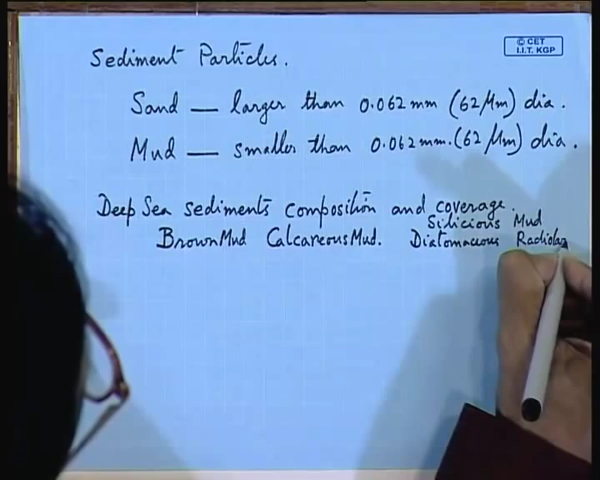 Sediment Particles.
© CET
I.I.T. KGP
Sand — larger than 0.062 mm (62 μm) dia.
Mud — smaller than 0.062 mm. (62 μm) dia.
Deep Sea sediments composition and coverage.
Silicious Mud
Brown Mud Calcareous Mud. Diatomaceous Radiolar